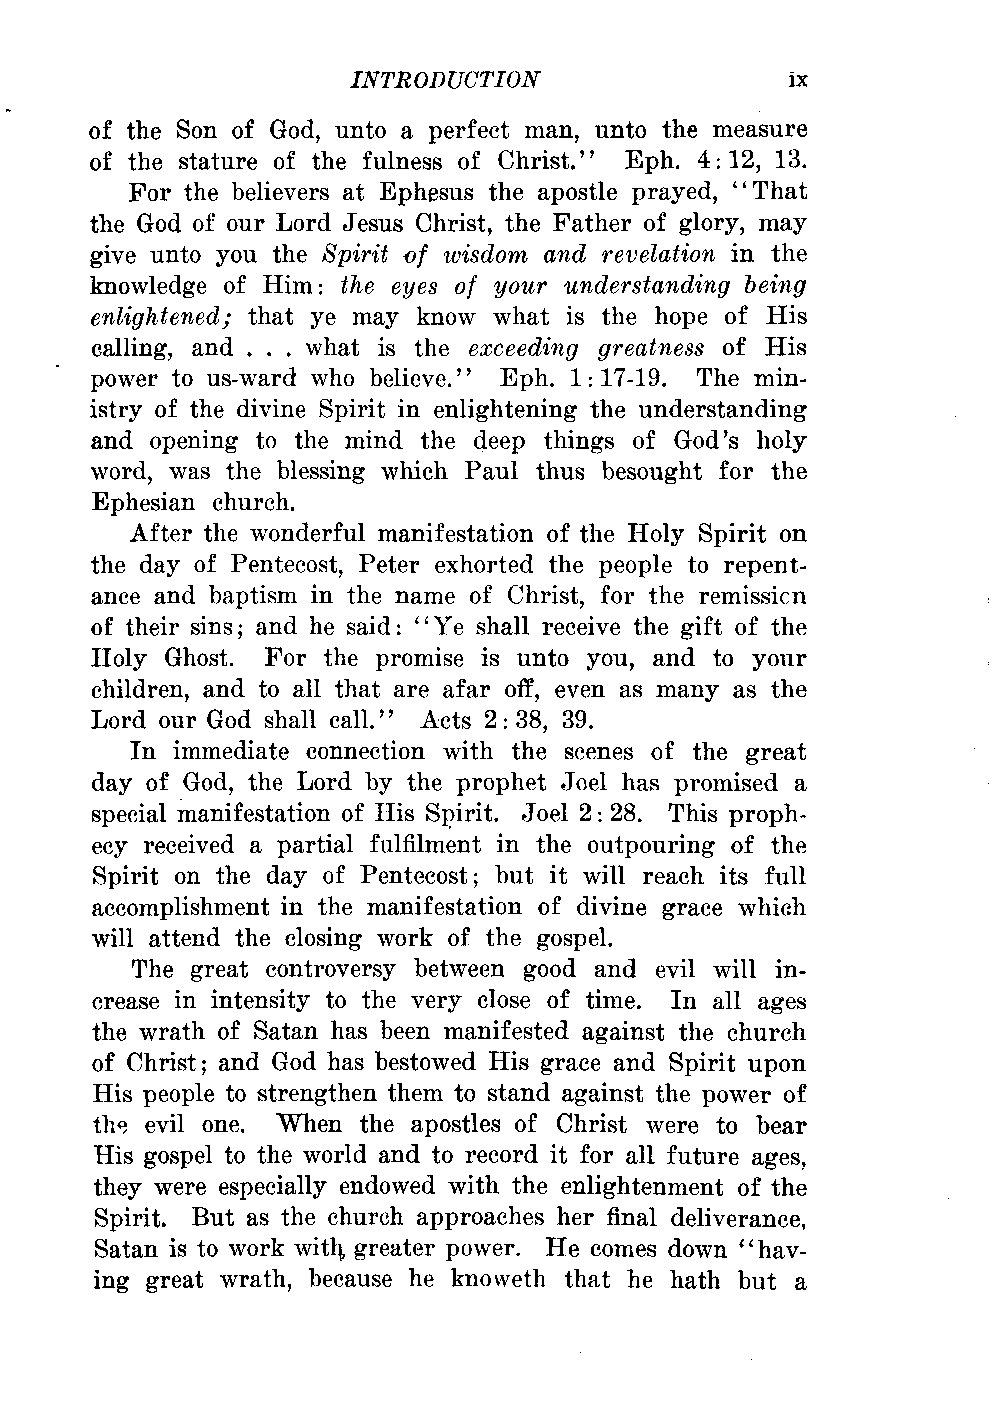 INTRODUCTION ix
of the Son of God, unto a perfect man, unto the measure
of the stature of the fulness of Christ.'' Eph. 4:12, 13.
For the believers at Ephesus the apostle prayed, ''That
the God of our Lord Jesus Christ, the Father of glory, may
give unto you the Spirit of wisdom and revelation in the
knowledge of Him: the eyes of your understanding being
enlightened; that ye may know what is the hope of His
calling, and . . . what is the exceeding greatness of His
power to us-ward who believe.'' Eph. 1:17-19. The min-
istry of the divine Spirit in enlightening the understanding
and opening to the mind the deep things of God's holy
word, was the blessing which Paul thus besought for the
Ephesian church.
After the wonderful manifestation of the Holy Spirit on
the day of Pentecost, Peter exhorted the people to repent-
ance and baptism in the name of Christ, for the remission
of their sins; and he said: ''Ye shall receive the gift of the
Holy Ghost. For the promise is unto you, and to your
children, and to all that are afar off, even as many as the
Lord our God shall call.'' Acts 2:38, 39.
In immediate connection with the scenes of the great
day of God, the Lord by the prophet Joel has promised a
special manifestation of His Spirit. Joel 2:28. This proph-
ecy received a partial fulfilment in the outpouring of the
Spirit on the day of Pentecost; but it will reach its full
accomplishment in the manifestation of divine grace which
will attend the closing work of the gospel.
The great controversy between good and evil will in-
crease in intensity to the very close of time. In all ages
the wrath of Satan has been manifested against the church
of Christ; and God has bestowed His grace and Spirit upon
His people to strengthen them to stand against the power of
the evil one. When the apostles of Christ were to bear
His gospel to the world and to record it for all future ages,
they were especially endowed with the enlightenment of the
Spirit. But as the church approaches her final deliverance,
Satan is to work with greater power. He comes down ''hav-
ing great wrath, because he knoweth that he hath but a